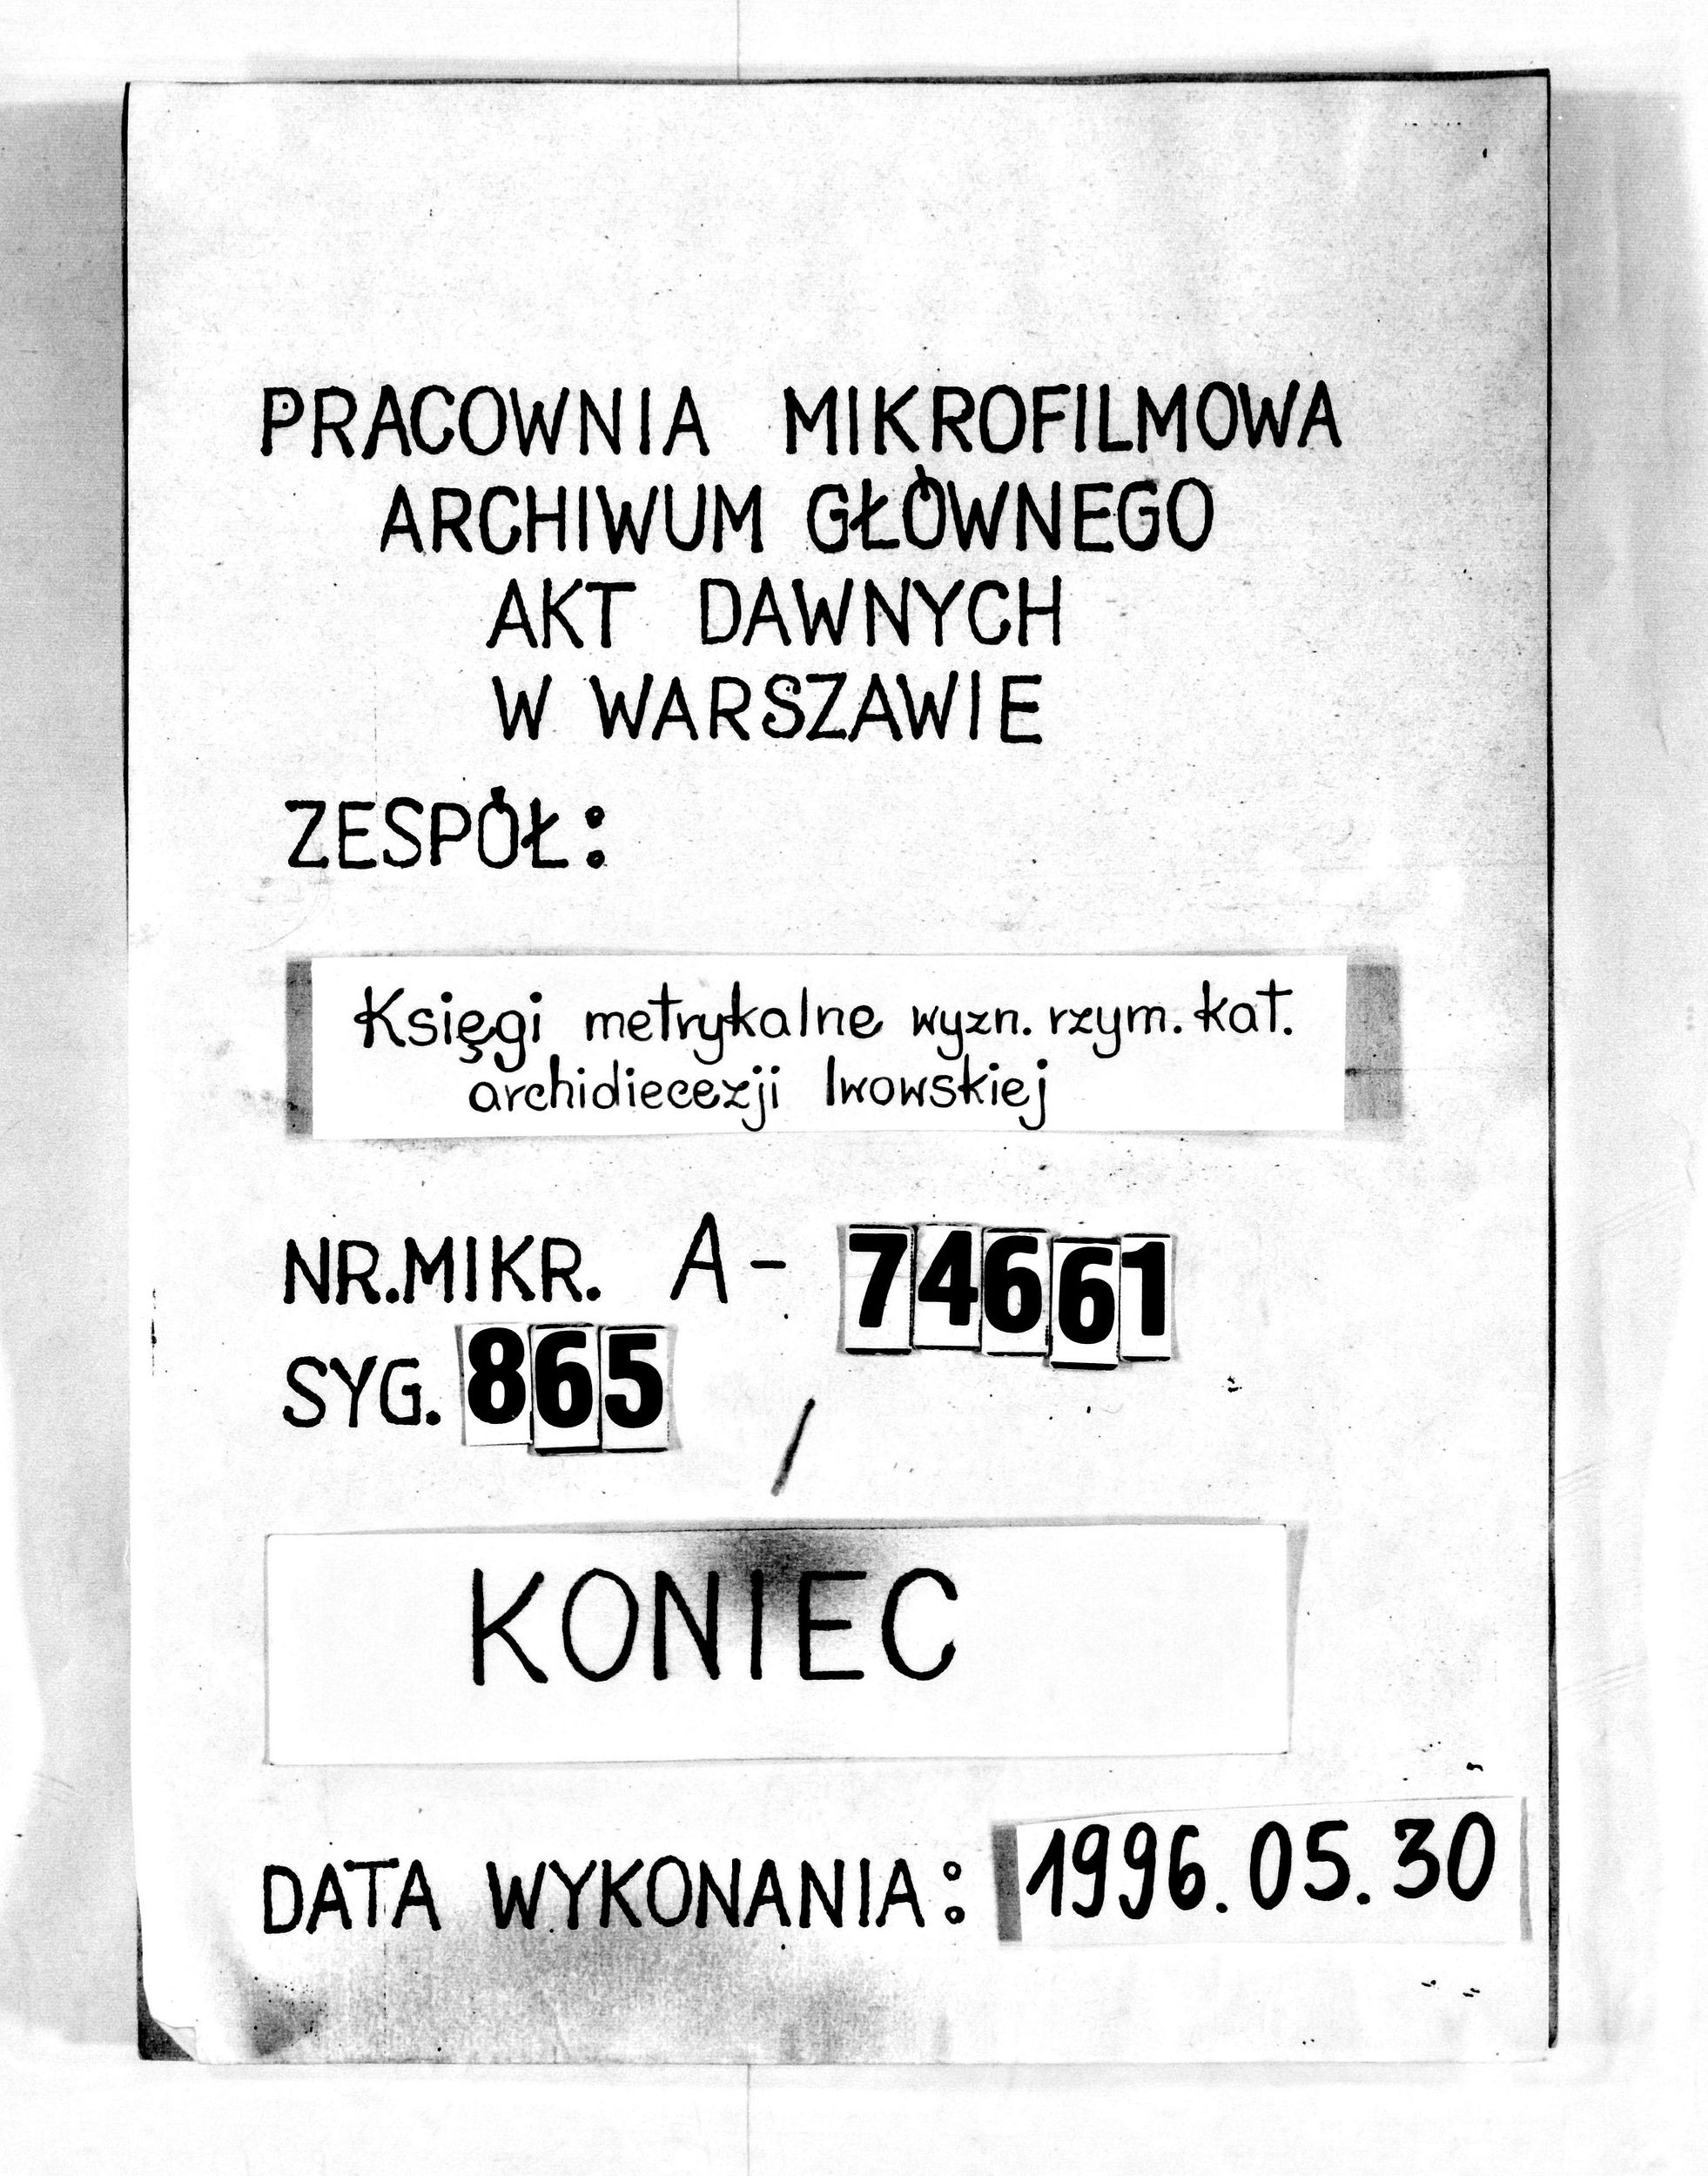 PRACOWNIA MIKROFILMOWA
ARCHIWUM GŁÓWNEGO
AKT DAWNYCH
W WARSZAWIE
ZESPÓŁ:
Księgi metrykalne wyzn. rzym. kat.
archidiecezji lwowskiej
NR.MIKR. A- 74661
SYG. 865
KONIEC
DATA WYKONANIA: 1996.05.30